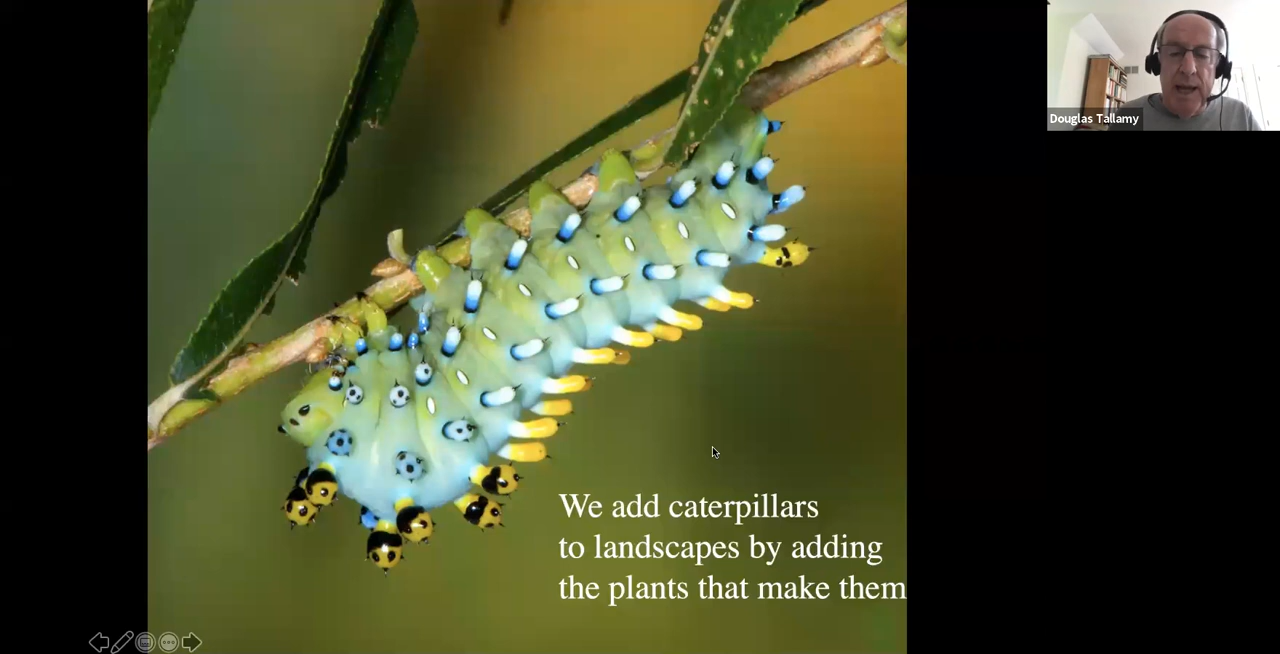 Douglas Tallamy
We add caterpillars
to landscapes by adding
the plants that make them